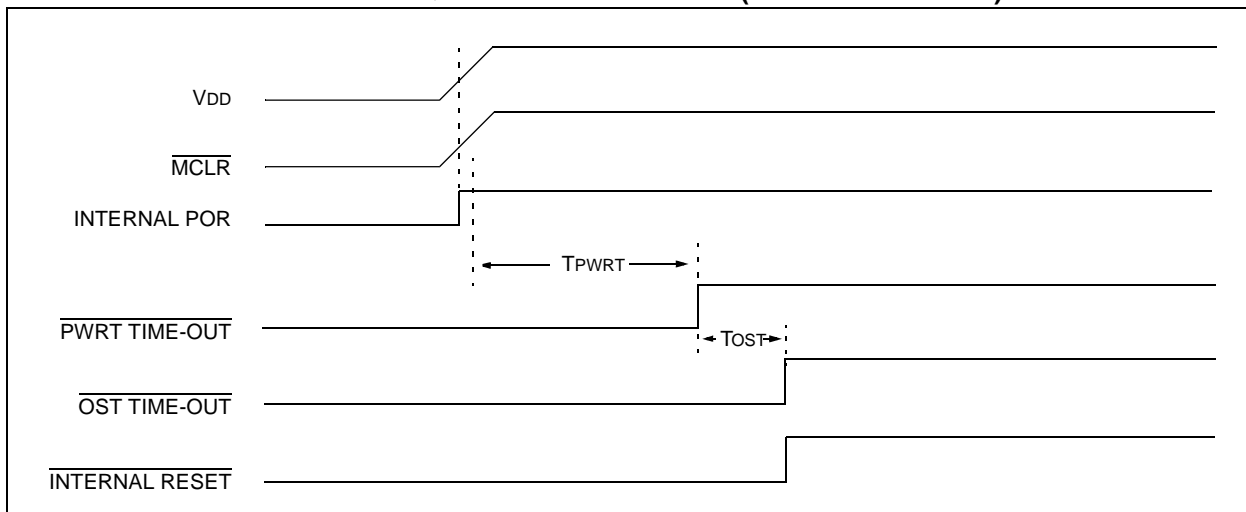 VDD
MCLR
INTERNAL POR
TPWRT
PWRT TIME-OUT
TOST
OST TIME-OUT
INTERNAL RESET